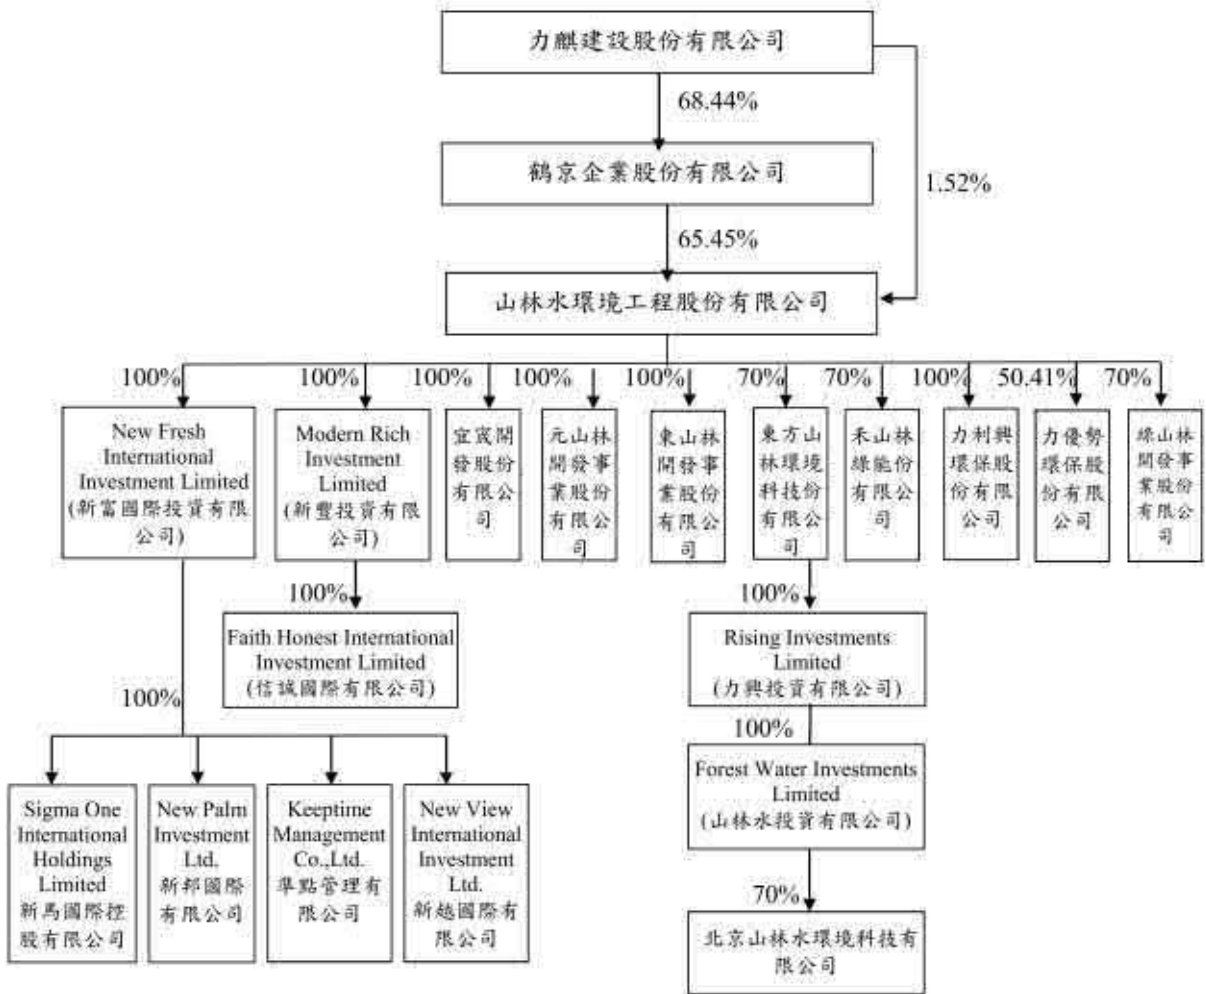 力麒建設股份有限公司
68.44%
鶴京企業股份有限公司
1.52%
65.45%
山林水環境工程股份有限公司
100%
100%
100%
100%
100%
70%
70%
100%
50.41%
70%
New Fresh
International
Investment Limited
(新富國際投資有限
公司)
Modern Rich
Investment
Limited
(新豐投資有限
公司)
宜宬開
發股份
有限公
司
元山林
開發事
業股份
有限公
司
東山林
開發事
業股份
有限公
司
東方山
林環境
科技份
有限公
司
禾山林
綠能份
有限公
司
力利興
環保股
份有限
公司
力優勢
環保股
份有限
公司
綠山林
開發事
業股份
有限公
司
100%
Faith Honest International
Investment Limited
(信誠國際有限公司)
100%
Rising Investments
Limited
(力興投資有限公司)
100%
100%
Forest Water Investments
Limited
(山林水投資有限公司)
Sigma One
International
Holdings
Limited
新馬國際控
股有限公司
New Palm
Investment
Ltd.
新邦國際
有限公司
Keeptime
Management
Co.,Ltd.
準點管理有
限公司
New View
International
Investment
Ltd.
新越國際有
限公司
70%
北京山林水環境科技有
限公司